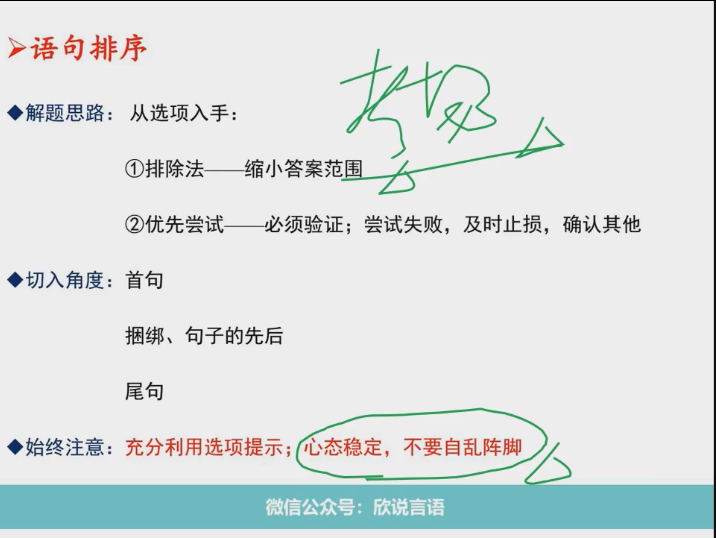 ➤语句排序
◆解题思路：从选项入手：
①排除法——缩小答案范围
②优先尝试——必须验证；尝试失败，及时止损，确认其他
◆切入角度：首句
捆绑、句子的先后
尾句
◆始终注意：充分利用选项提示；心态稳定，不要自乱阵脚
微信公众号：欣说言语